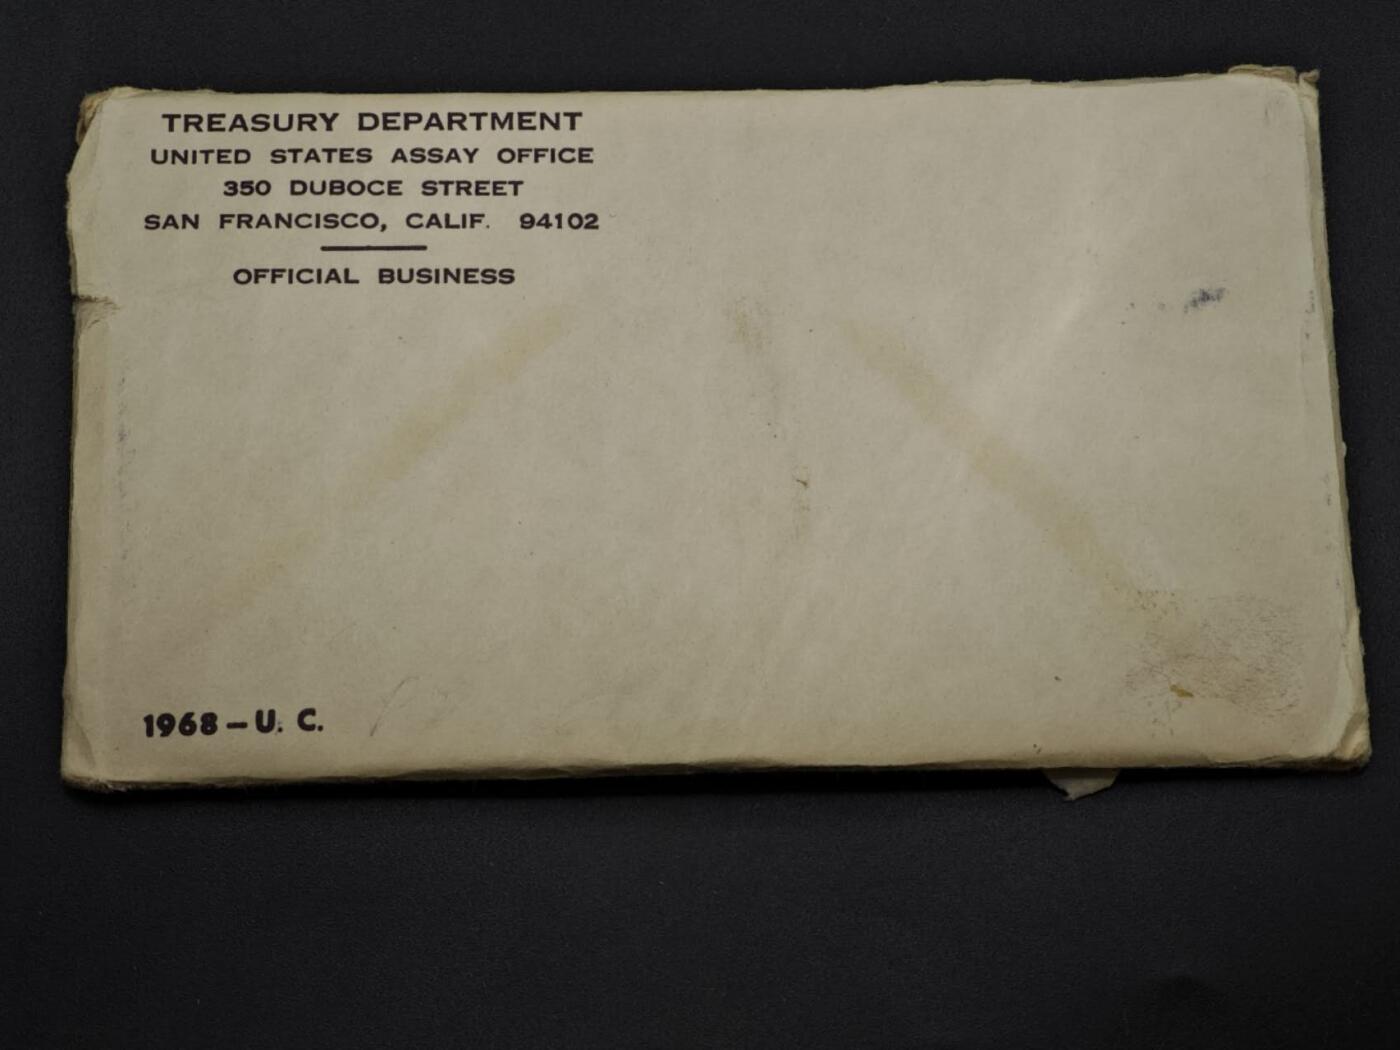 TREASURY DEPARTMENT
UNITED STATES ASSAY OFFICE
350 DUBOCE STREET
SAN FRANCISCO, CALIF. 94102
OFFICIAL BUSINESS
1968 - U. C.